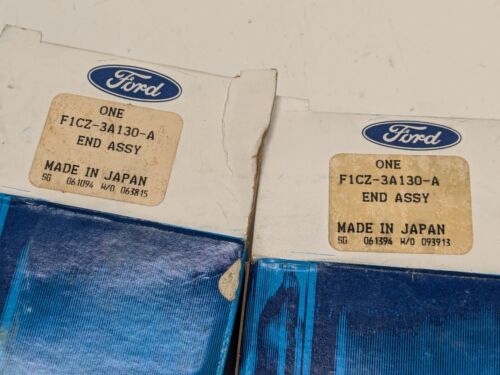 Ford
ONE
F1CZ-3A130-A
END ASSY
MADE IN JAPAN
SG 061094 W/O 063815
Ford
ONE
F1CZ-3A130-A
END ASSY
MADE IN JAPAN
SG 061394 W/O 093913